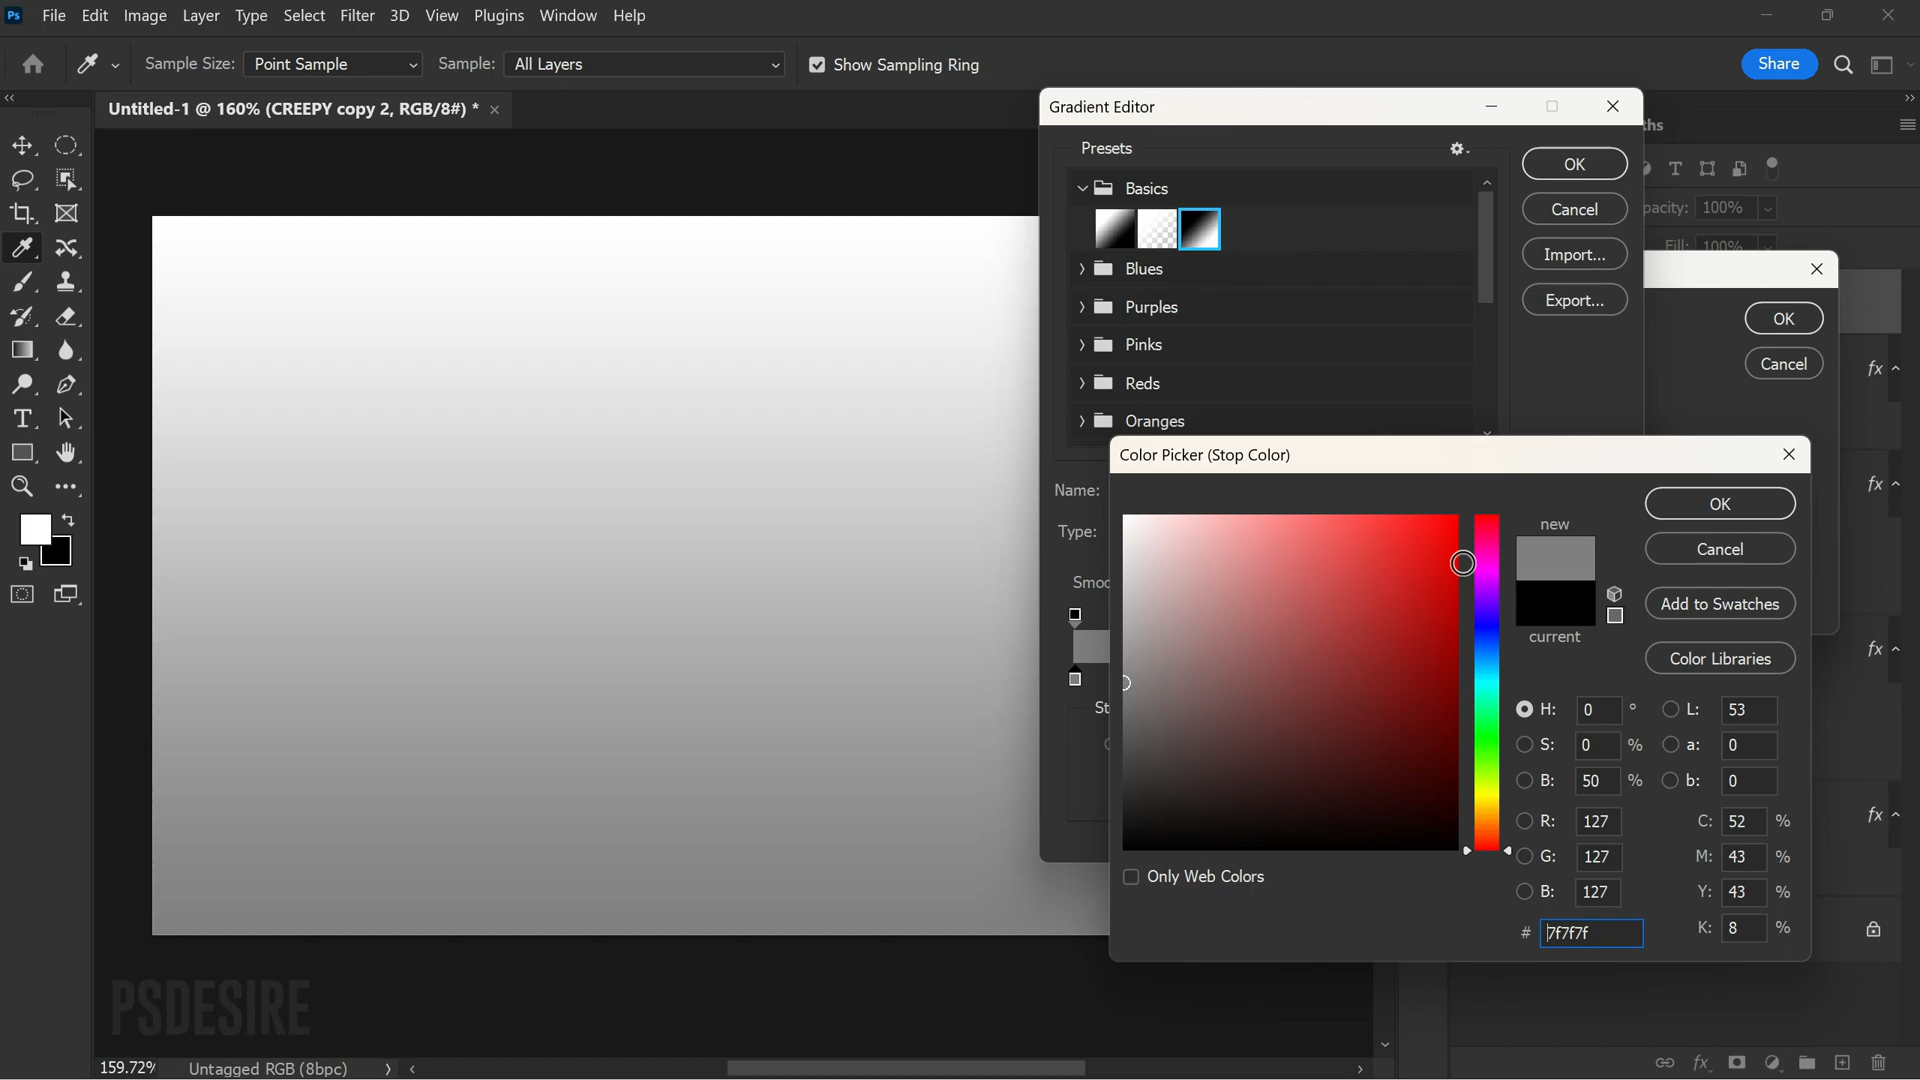 Ps File Edit Image Layer Type Select Filter 3D View Plugins Window Help
Sample Size: Point Sample Sample: All Layers Show Sampling Ring Share
Untitled-1 @ 160% (CREEPY copy 2, RGB/8#) *
Gradient Editor
Presets
Basics
Blues
Purples
Pinks
Reds
Oranges
OK
Cancel
Import...
Export...
Name:
Type:
Smoo
St
ths
pacity: 100%
Fill: 100%
OK
Cancel
fx
fx
fx
fx
Color Picker (Stop Color)
new
current
OK
Cancel
Add to Swatches
Color Libraries
H: 0 ° L: 53
S: 0 % a: 0
B: 50 % b: 0
R: 127 C: 52 %
G: 127 M: 43 %
B: 127 Y: 43 %
# 7f7f7f K: 8 %
Only Web Colors
PSDESIRE
159.72% Untagged RGB (8bpc)
fx